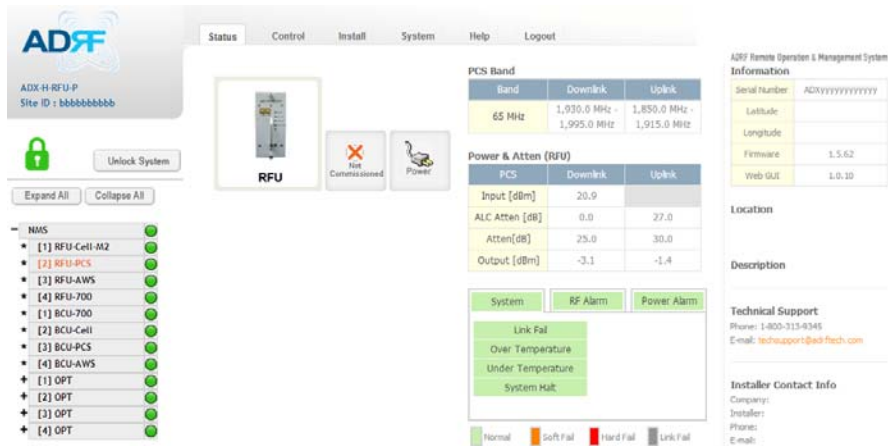 ADRF
ADX-H-RFU-P
Site ID : bbbbbbbbbb
Unlock System
Expand All Collapse All
NMS
[1] RFU-Cell-M2
[2] RFU-PCS
[3] RFU-AWS
[4] RFU-700
[1] BCU-700
[2] BCU-Cell
[3] BCU-PCS
[4] BCU-AWS
[1] OPT
[2] OPT
[3] OPT
[4] OPT
Status Control Install System Help Logout
RFU
Not Commissioned
Power
PCS Band
Band Downlink Uplink
65 MHz 1,930.0 MHz - 1,995.0 MHz 1,850.0 MHz - 1,915.0 MHz
Power & Atten (RFU)
PCS Downlink Uplink
Input [dBm] 20.9
ALC Atten [dB] 0.0 27.0
Atten[dB] 25.0 30.0
Output [dBm] -3.1 -1.4
System RF Alarm Power Alarm
Link Fail
Over Temperature
Under Temperature
System Halt
Normal Soft Fail Hard Fail Link Fail
ADRF Remote Operation & Management System
Information
Serial Number ADXyyyyyyyyyyyy
Latitude
Longitude
Firmware 1.5.62
Web GUI 1.0.10
Location
Description
Technical Support
Phone: 1-800-313-9345
E-mail: techsupport@adrftech.com
Installer Contact Info
Company:
Installer:
Phone:
E-mail: